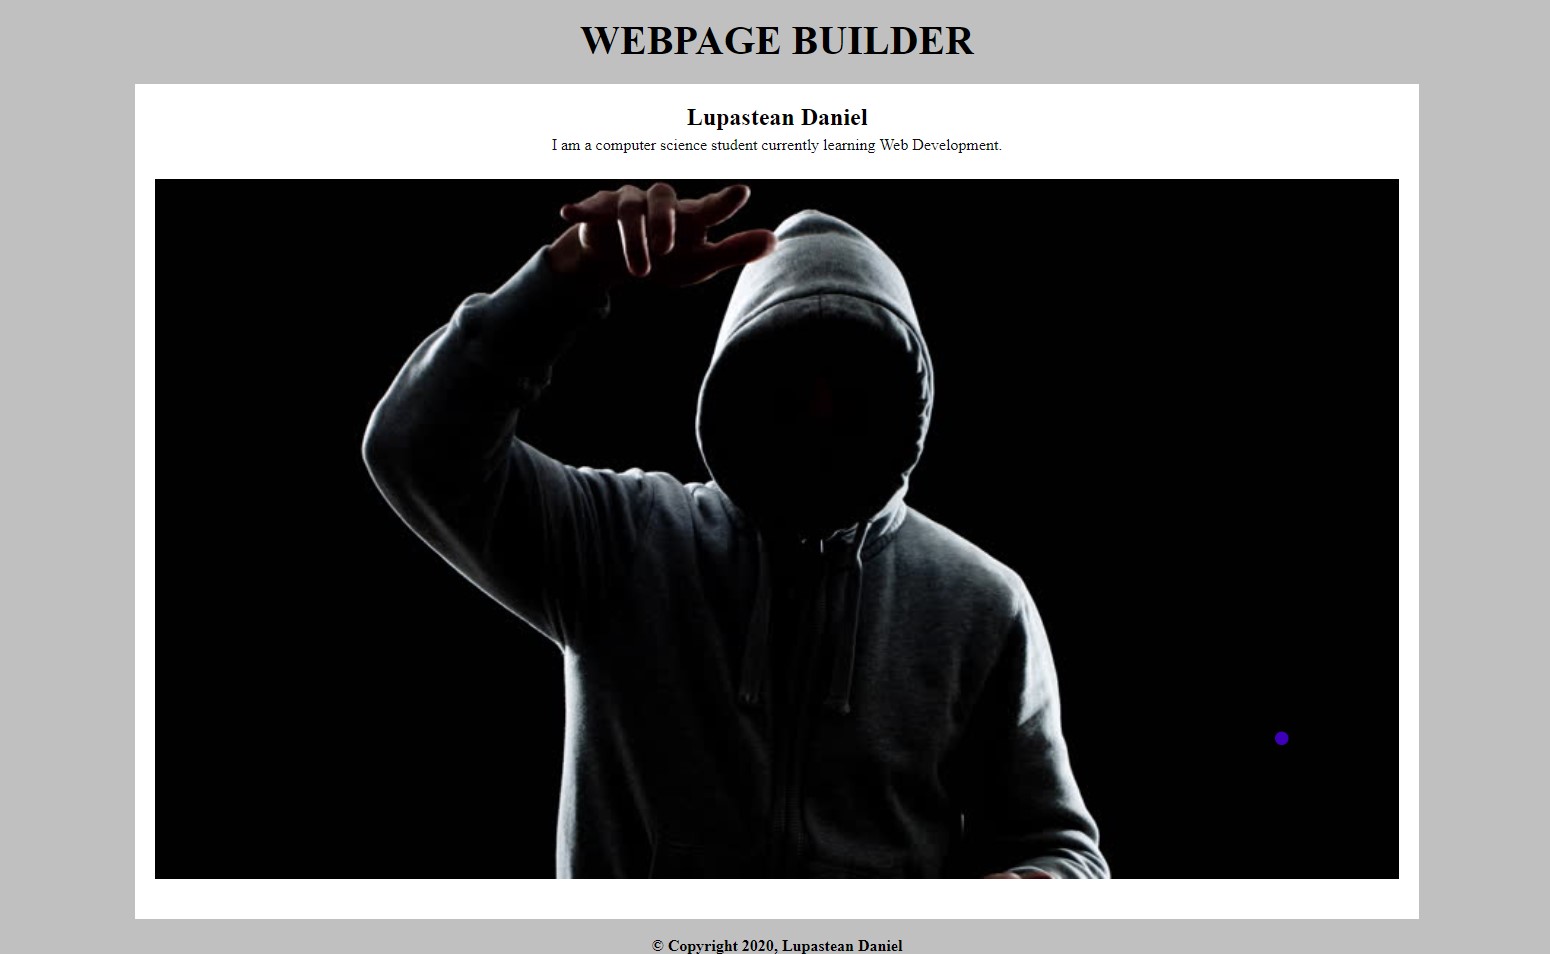 WEBPAGE BUILDER
Lupastean Daniel
I am a computer science student currently learning Web Development.
© Copyright 2020, Lupastean Daniel